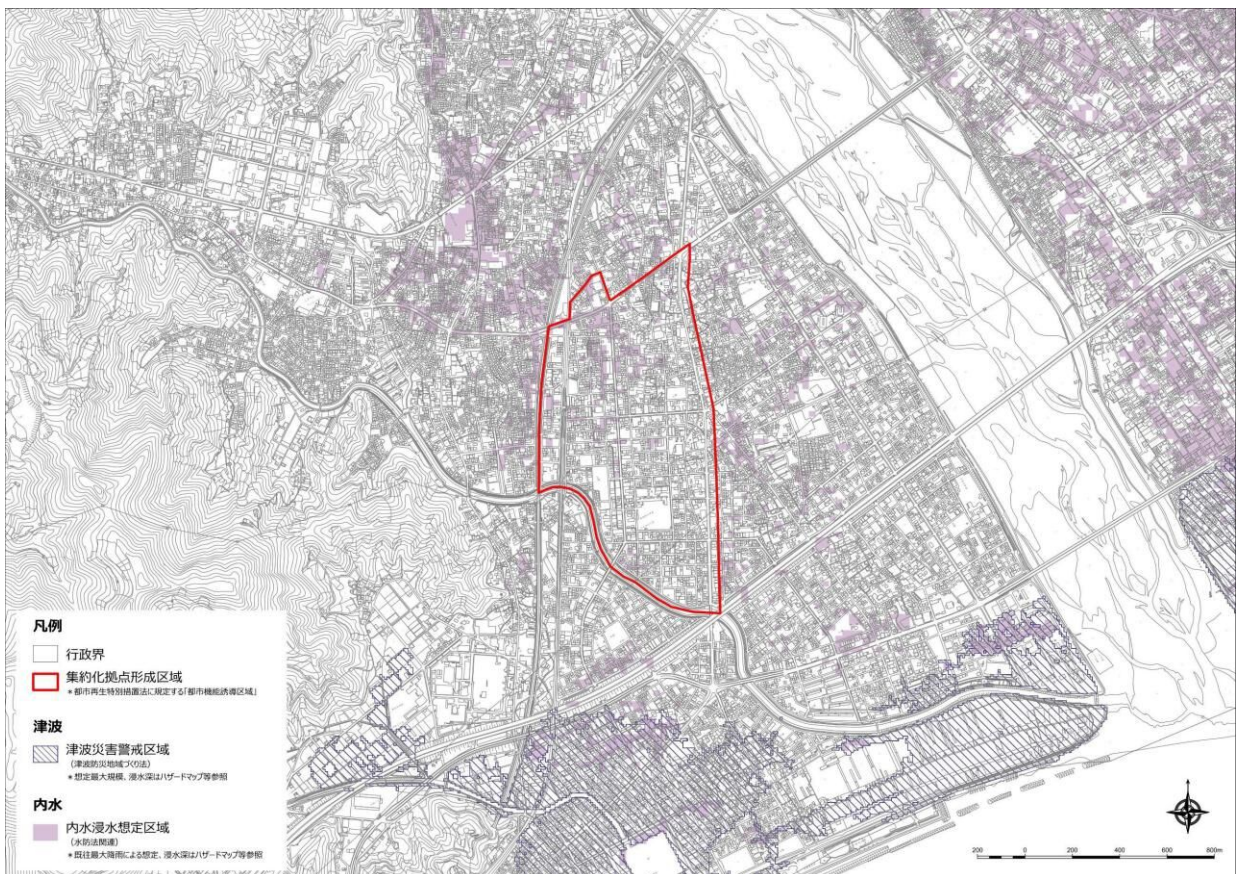 凡例
行政界
集約化拠点形成区域
*都市再生特別措置法に規定する「都市機能誘導区域」
津波
津波災害警戒区域
(津波防災地域づくり法)
*想定最大規模、浸水深はハザードマップ等参照
内水
内水浸水想定区域
(水防法関連)
*既往最大降雨による想定、浸水深はハザードマップ等参照
200 0 200 400 600 800m